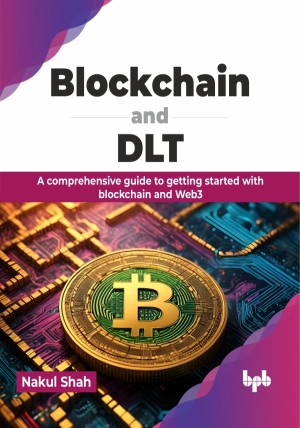 Blockchain
and
DLT
A comprehensive guide to getting started with
blockchain and Web3
Nakul Shah
bpb